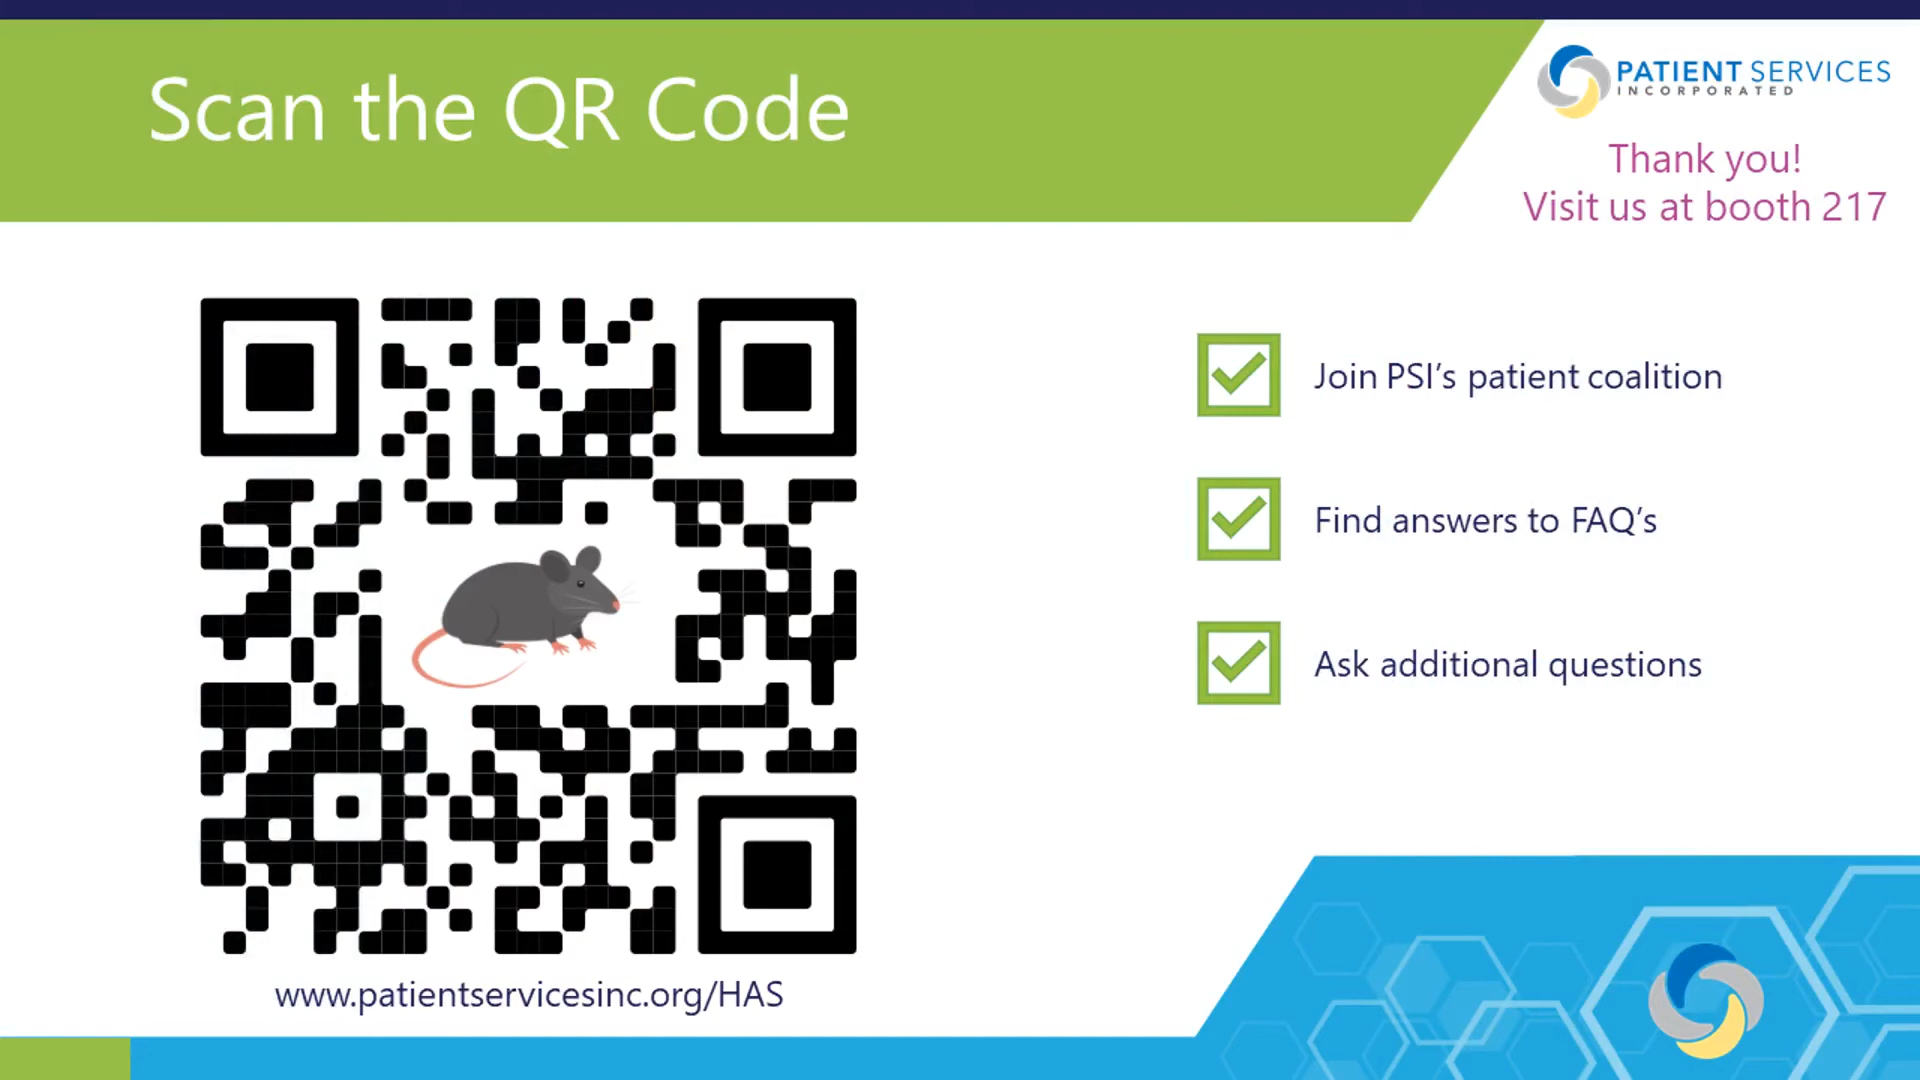 Scan the QR Code
PATIENT SERVICES
INCORPORATED
Thank you!
Visit us at booth 217
Join PSI’s patient coalition
Find answers to FAQ’s
Ask additional questions
www.patientservicesinc.org/HAS